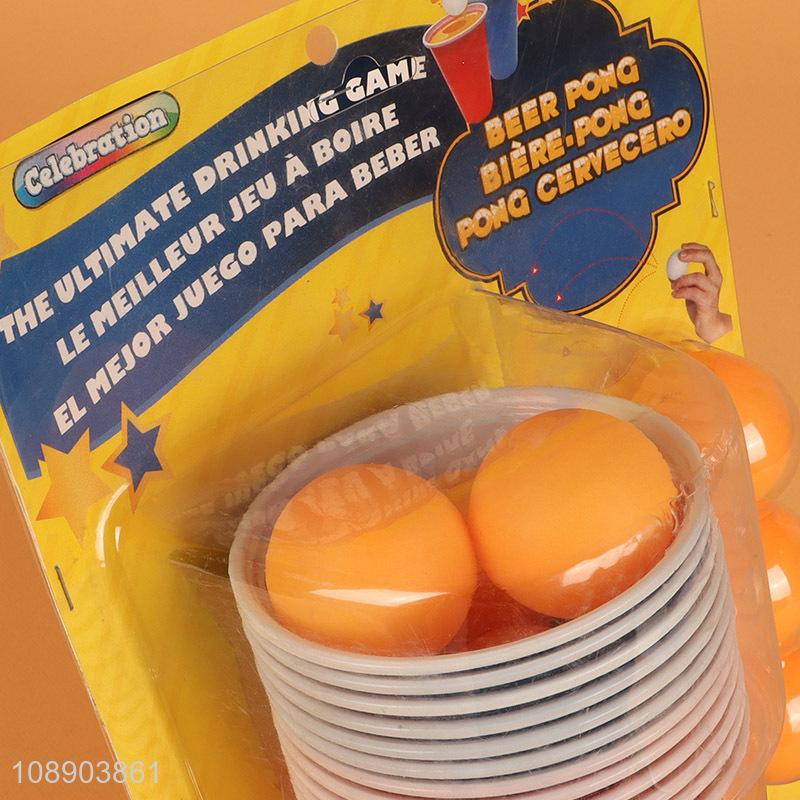 Celebration
THE ULTIMATE DRINKING GAME
LE MEILLEUR JEU À BOIRE
EL MEJOR JUEGO PARA BEBER
BEER PONG
BIÈRE-PONG
PONG CERVECERO
108903861